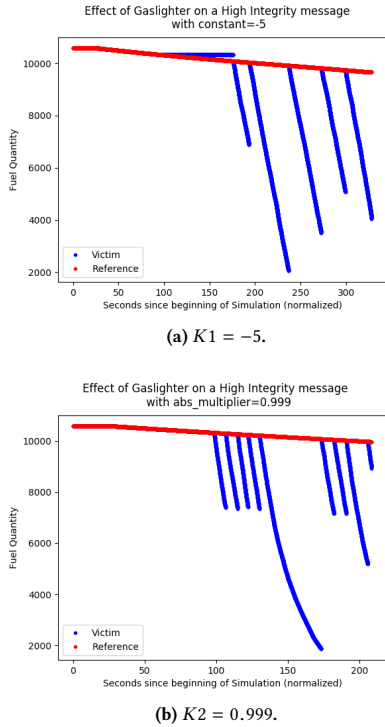 Effect of Gaslighter on a High Integrity message
with constant=-5
10000
8000
6000
4000
2000
Fuel Quantity
Victim
Reference
0 50 100 150 200 250 300
Seconds since beginning of Simulation (normalized)
(a) K1 = −5.
Effect of Gaslighter on a High Integrity message
with abs_multiplier=0.999
10000
8000
6000
4000
2000
Fuel Quantity
Victim
Reference
0 50 100 150 200
Seconds since beginning of Simulation (normalized)
(b) K2 = 0.999.